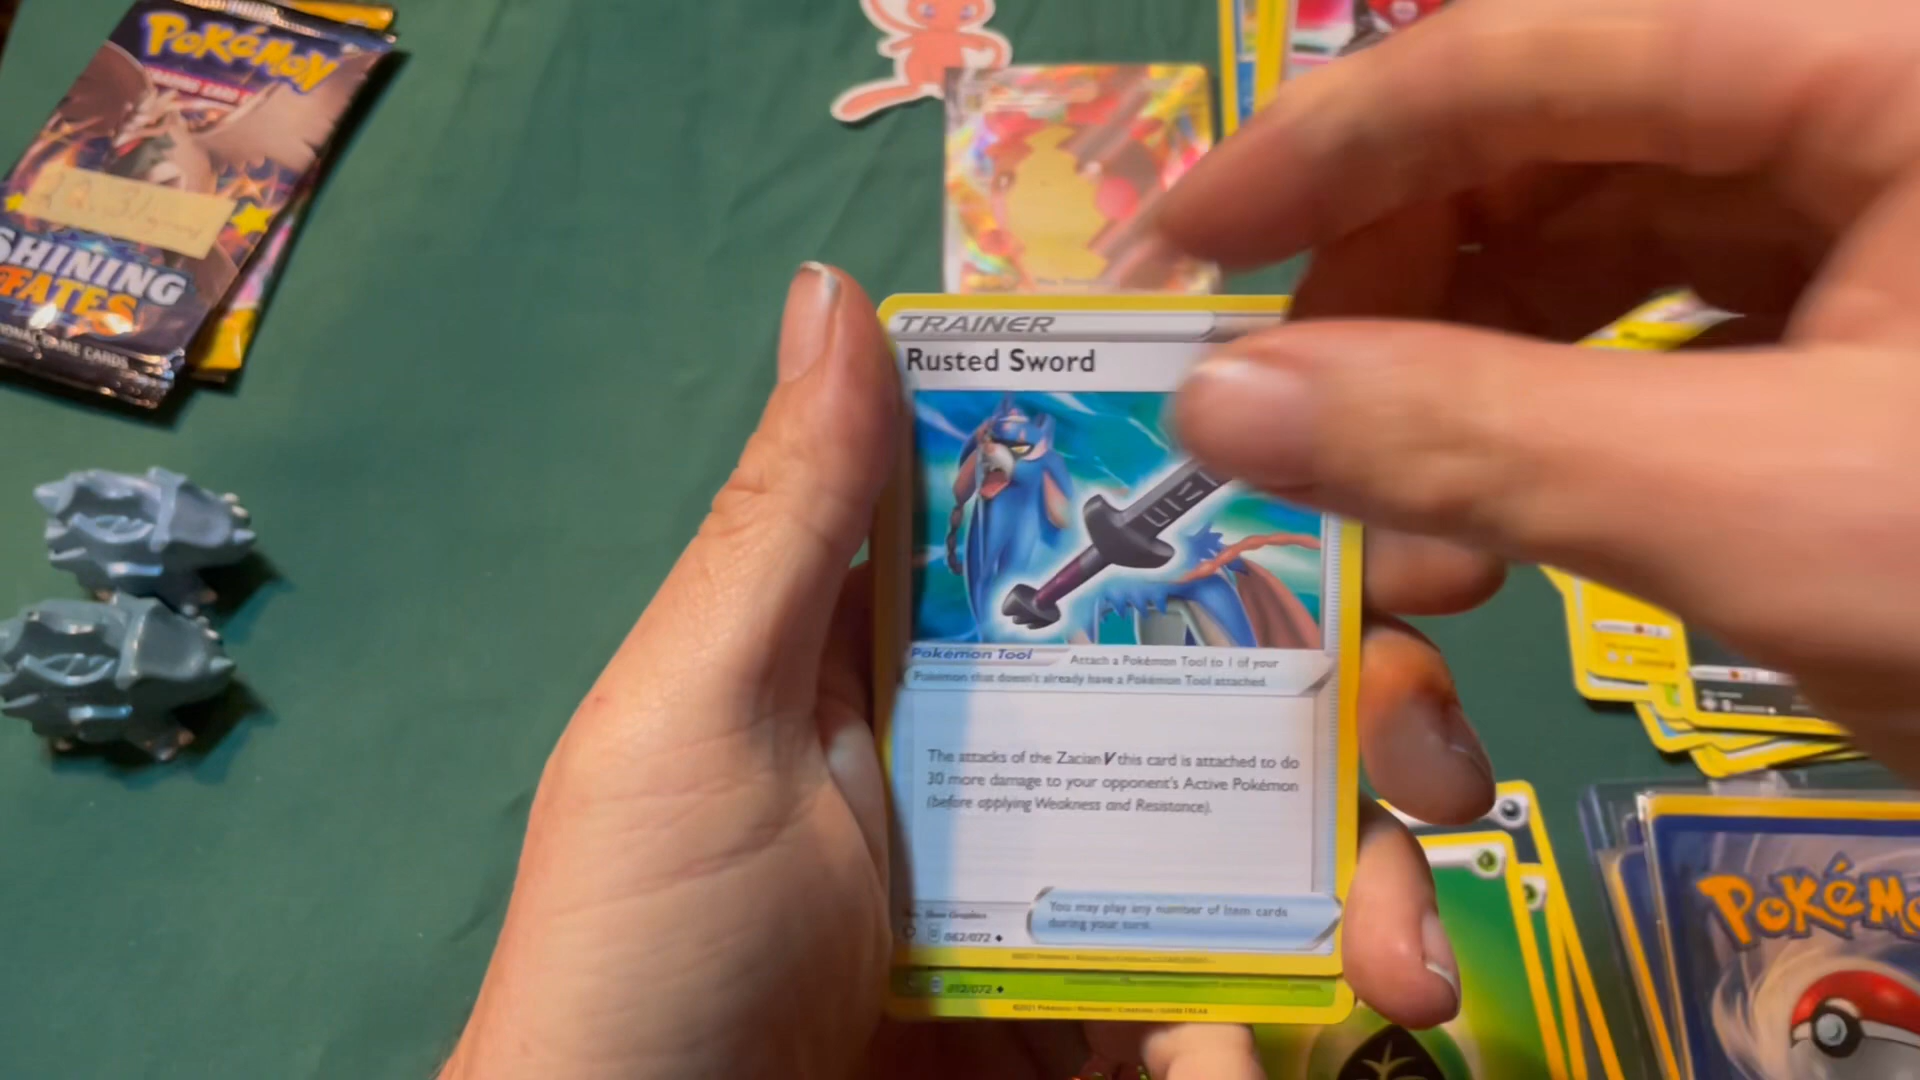 POKéMON
SHINING
FATES
TRAINER
Rusted Sword
Pokémon Tool
Attach a Pokémon Tool to 1 of your
Pokémon that doesn't already have a Pokémon Tool attached.
The attacks of the Zacian V this card is attached to do
30 more damage to your opponent's Active Pokémon
(before applying Weakness and Resistance).
You may play any number of Item cards
during your turn.
062/072
012/072
POKéM